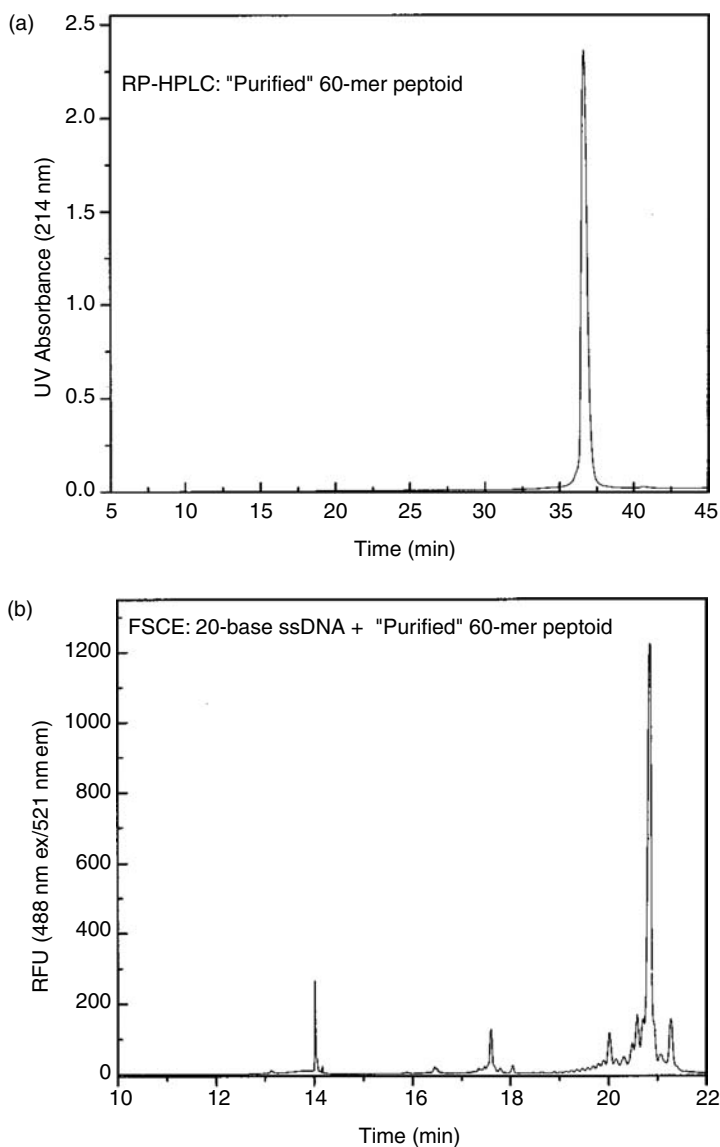 (a)
RP-HPLC: "Purified" 60-mer peptoid
UV Absorbance (214 nm)
2.5
2.0
1.5
1.0
0.5
0.0
5 10 15 20 25 30 35 40 45
Time (min)
(b)
FSCE: 20-base ssDNA + "Purified" 60-mer peptoid
RFU (488 nm ex/521 nm em)
1200
1000
800
600
400
200
0
10 12 14 16 18 20 22
Time (min)